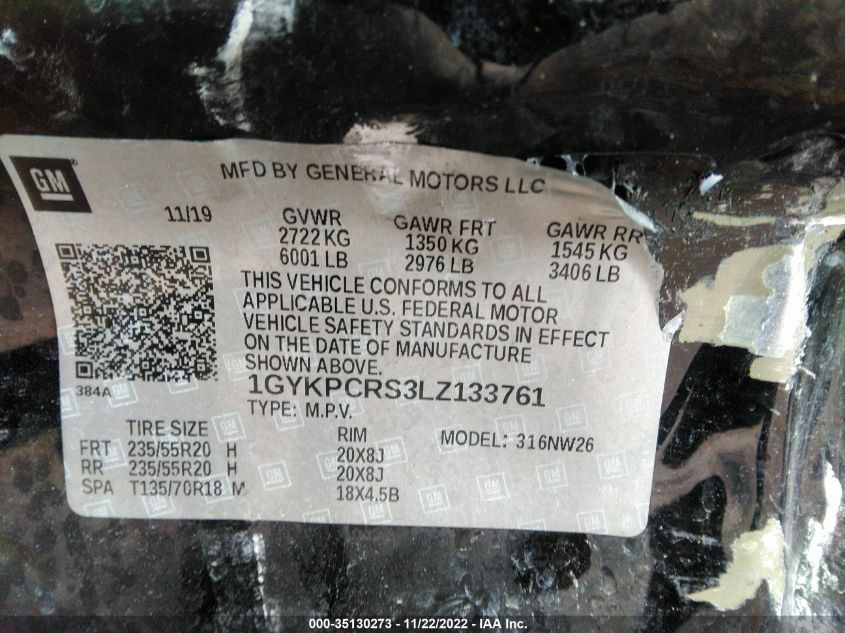 GM
MFD BY GENERAL MOTORS LLC
11/19
GVWR GAWR FRT GAWR RR
2722 KG 1350 KG 1545 KG
6001 LB 2976 LB 3406 LB
THIS VEHICLE CONFORMS TO ALL
APPLICABLE U.S. FEDERAL MOTOR
VEHICLE SAFETY STANDARDS IN EFFECT
ON THE DATE OF MANUFACTURE
SHOWN ABOVE.
384A
1GYKPCRS3LZ133761
TYPE: M.P.V.
TIRE SIZE RIM MODEL: 316NW26
FRT 235/55R20 H 20X8J
RR 235/55R20 H 20X8J
SPA T135/70R18 M 18X4.5B
000-35130273 - 11/22/2022 - IAA Inc.